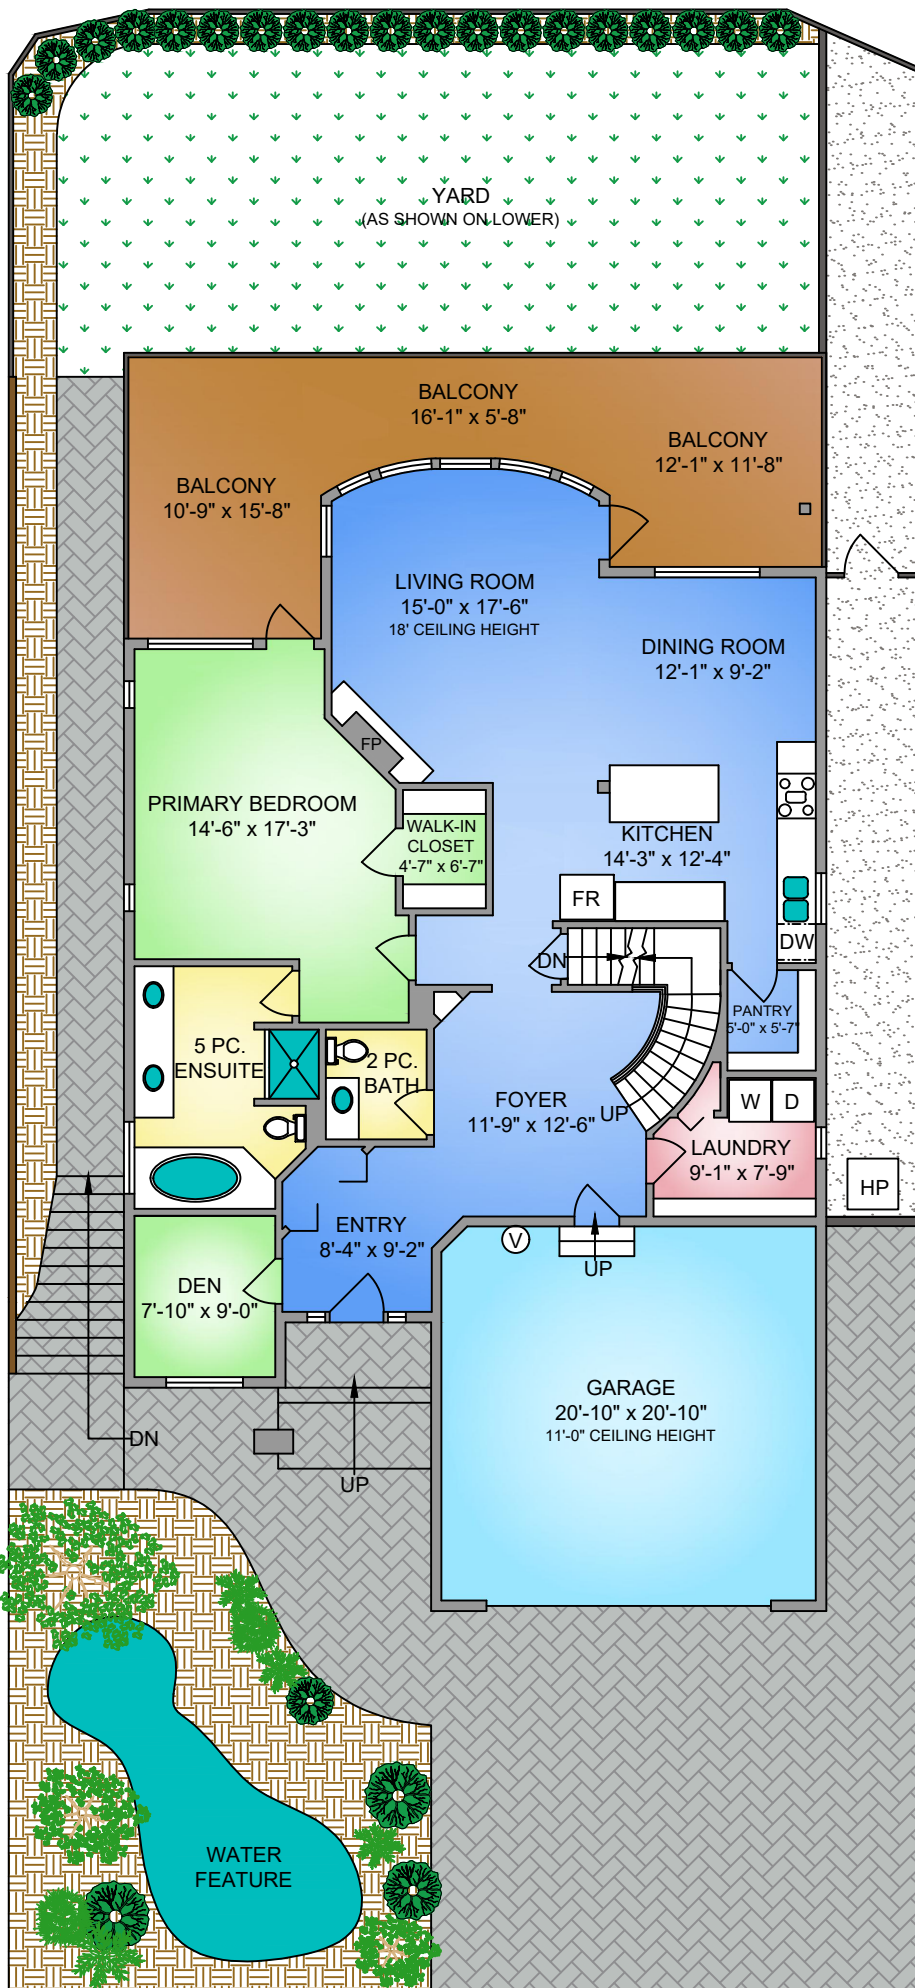 YARD
(AS SHOWN ON LOWER)
BALCONY
16'-1" x 5'-8"
BALCONY
12'-1" x 11'-8"
BALCONY
10'-9" x 15'-8"
LIVING ROOM
15'-0" x 17'-6"
18' CEILING HEIGHT
DINING ROOM
12'-1" x 9'-2"
FP
PRIMARY BEDROOM
14'-6" x 17'-3"
WALK-IN
CLOSET
4'-7" x 6'-7"
KITCHEN
14'-3" x 12'-4"
FR
DW
DN
PANTRY
5'-0" x 5'-7"
5 PC.
ENSUITE
2 PC.
BATH
FOYER
11'-9" x 12'-6"
UP
W
D
LAUNDRY
9'-1" x 7'-9"
HP
ENTRY
8'-4" x 9'-2"
V
UP
DEN
7'-10" x 9'-0"
GARAGE
20'-10" x 20'-10"
11'-0" CEILING HEIGHT
DN
UP
WATER
FEATURE